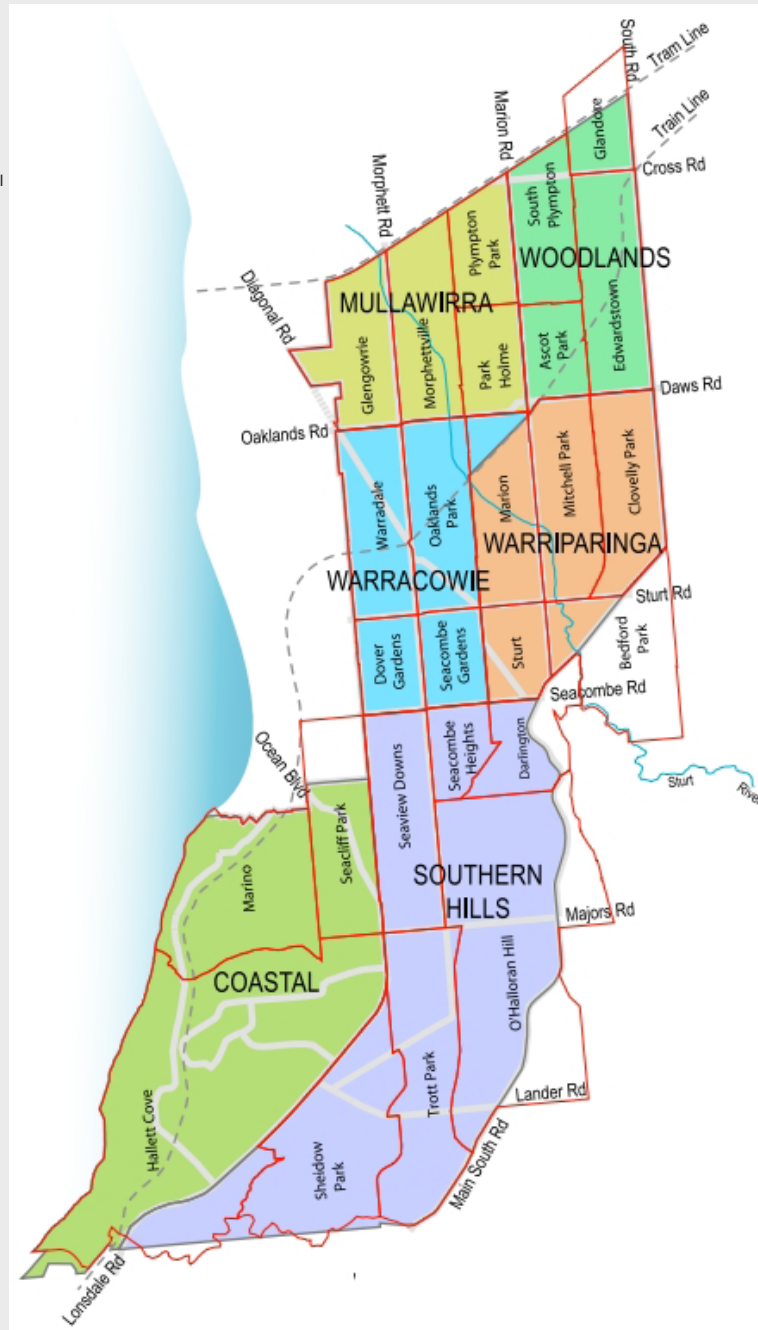 South Rd
Tram Line
Train Line
Marion Rd
Glandore
Morphett Rd
Cross Rd
South
Plympton
Plympton
Park
WOODLANDS
Diagonal Rd
MULLAWIRRA
Edwardstown
Ascot
Park
Park
Holme
Morphettville
Glengowrie
Daws Rd
Oaklands Rd
Warradale
Oaklands
Park
Marion
Mitchell Park
Clovelly Park
WARRIPARINGA
WARRACOWIE
Sturt Rd
Dover
Gardens
Seacombe
Gardens
Sturt
Bedford
Park
Seacombe Rd
Ocean Blvd
Seaview Downs
Seacombe
Heights
Darlington
Sturt
River
Seacliff Park
Marino
SOUTHERN
HILLS
Majors Rd
COASTAL
O'Halloran Hill
Trott Park
Lander Rd
Hallett Cove
Sheidow
Park
Main South Rd
Lonsdale Rd